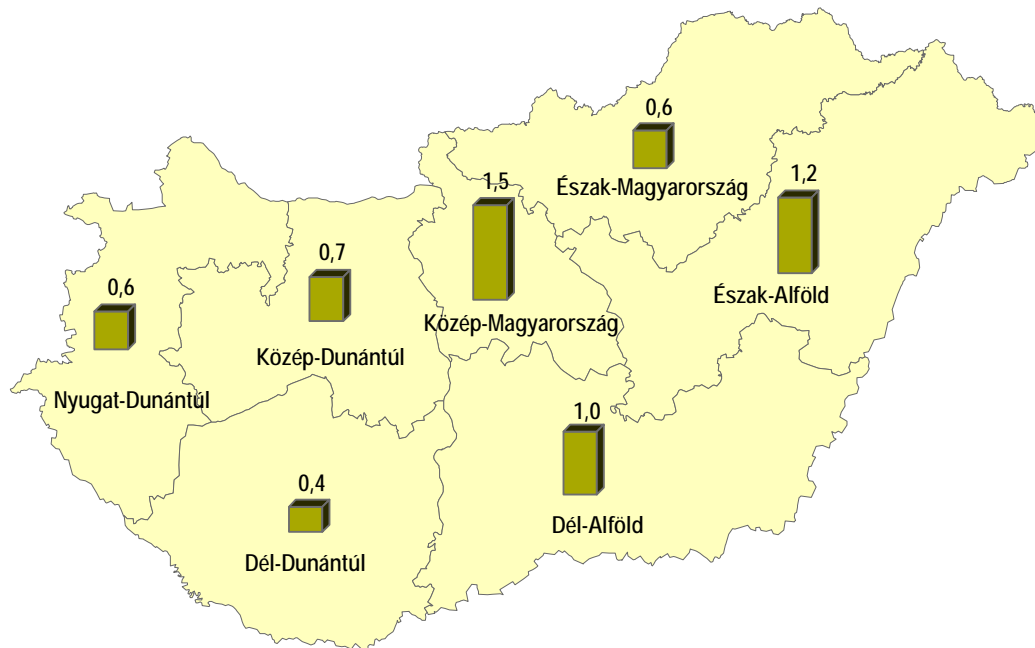 0,6
Észak-Magyarország
1,2
Észak-Alföld
1,5
Közép-Magyarország
0,7
Közép-Dunántúl
0,6
Nyugat-Dunántúl
1,0
Dél-Alföld
0,4
Dél-Dunántúl